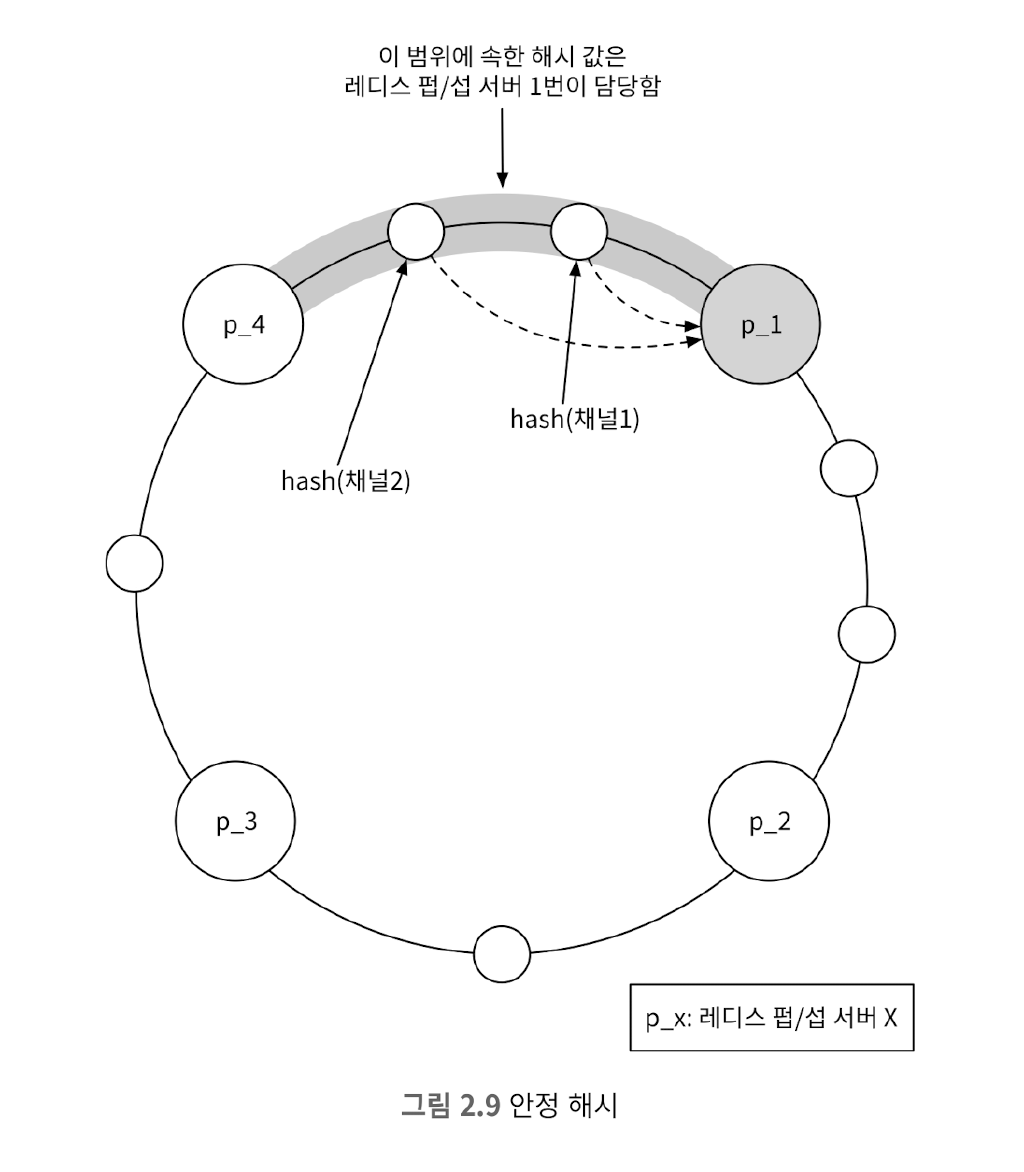 이 범위에 속한 해시 값은
레디스 펍/섭 서버 1번이 담당함
p_4
p_1
hash(채널1)
hash(채널2)
p_3
p_2
p_x: 레디스 펍/섭 서버 X
그림 2.9 안정 해시